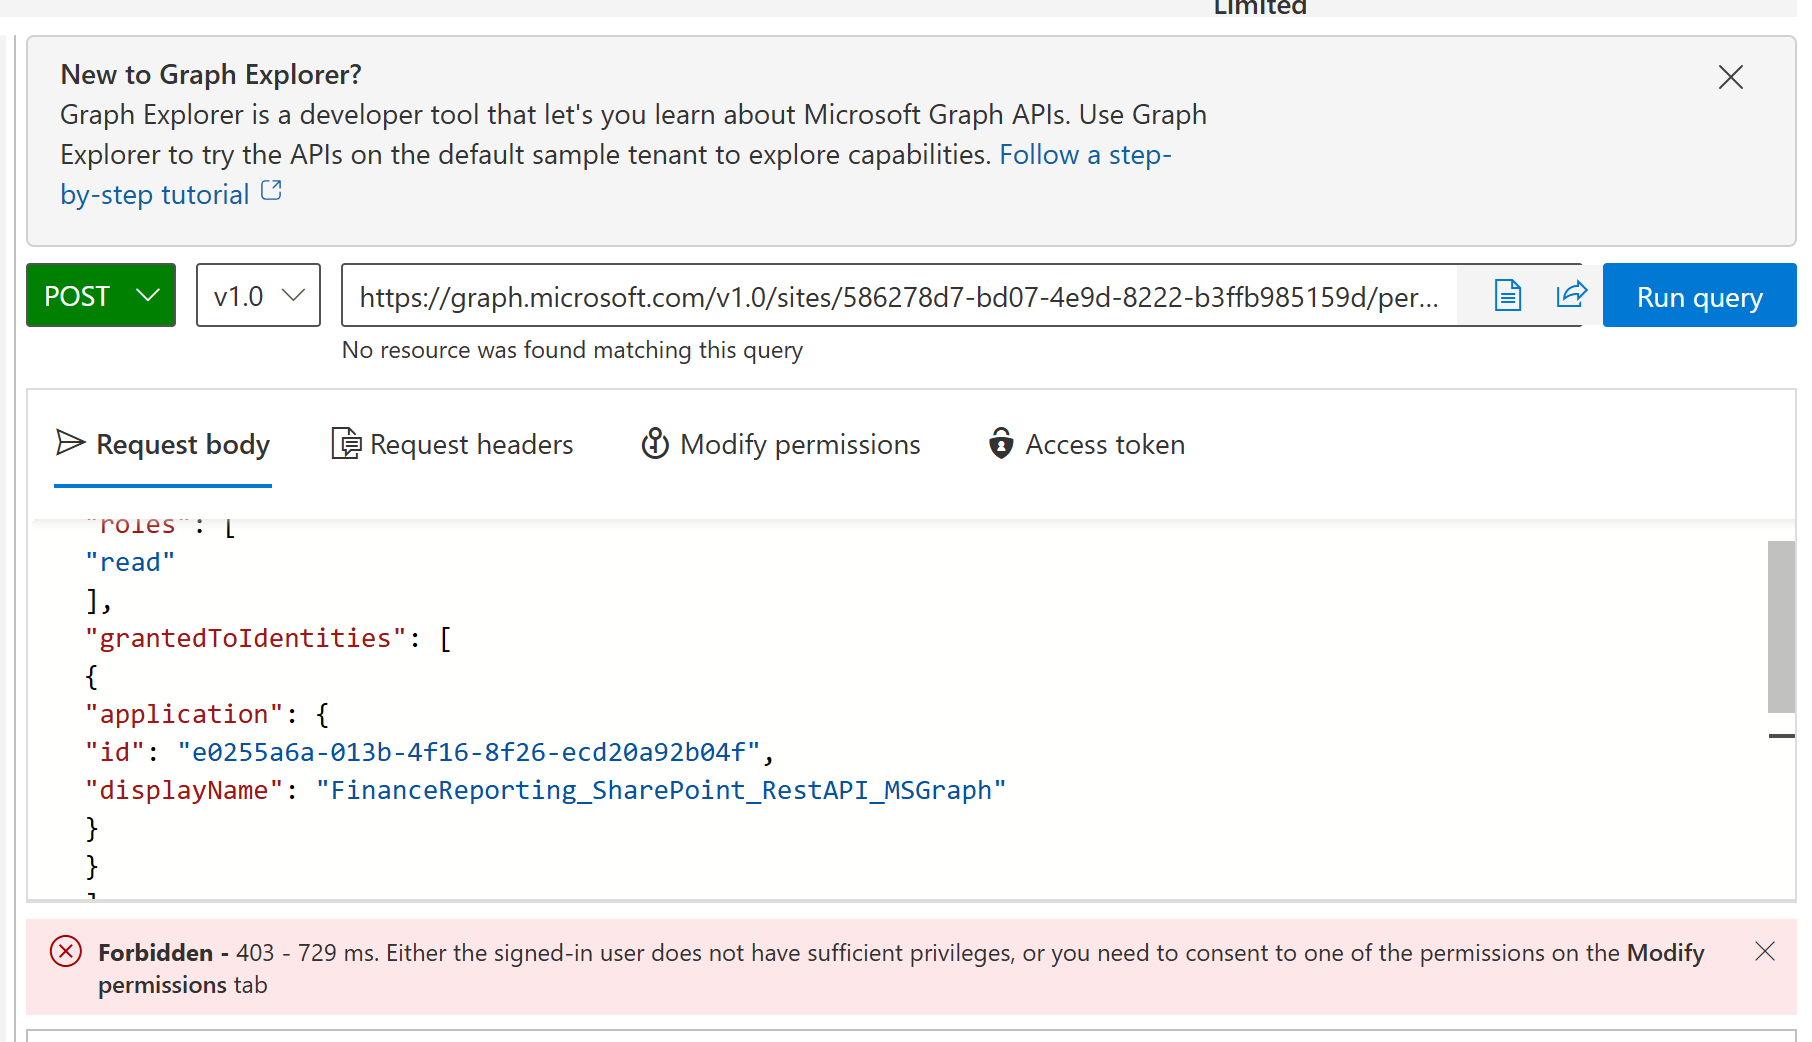 Limited
New to Graph Explorer?
Graph Explorer is a developer tool that let's you learn about Microsoft Graph APIs. Use Graph
Explorer to try the APIs on the default sample tenant to explore capabilities. Follow a step-
by-step tutorial
POST
v1.0
https://graph.microsoft.com/v1.0/sites/586278d7-bd07-4e9d-8222-b3ffb985159d/per...
Run query
No resource was found matching this query
Request body
Request headers
Modify permissions
Access token
"roles": [
"read"
],
"grantedToIdentities": [
{
"application": {
"id": "e0255a6a-013b-4f16-8f26-ecd20a92b04f",
"displayName": "FinanceReporting_SharePoint_RestAPI_MSGraph"
}
}
]
Forbidden - 403 - 729 ms. Either the signed-in user does not have sufficient privileges, or you need to consent to one of the permissions on the Modify
permissions tab